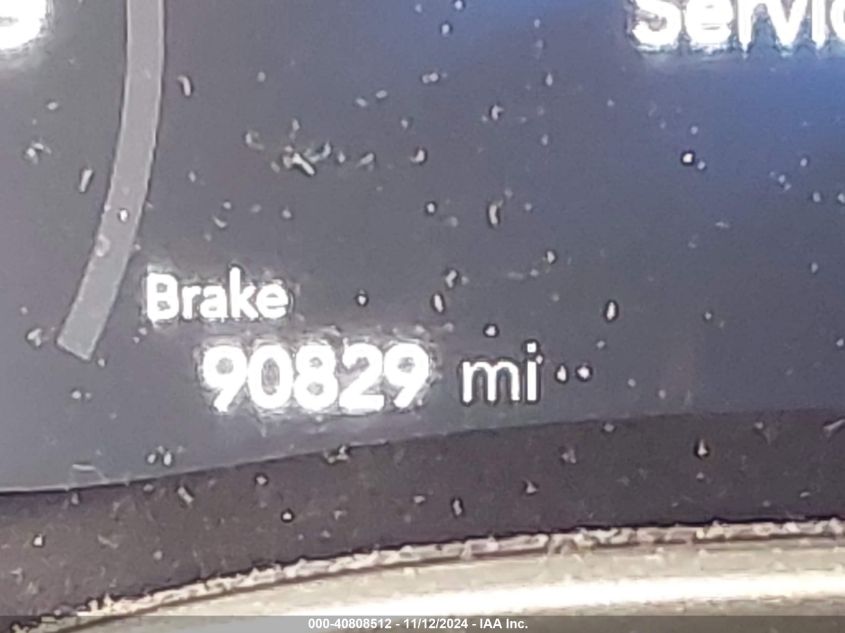 Brake
90829 mi
000-40808512 - 11/12/2024 - IAA Inc.